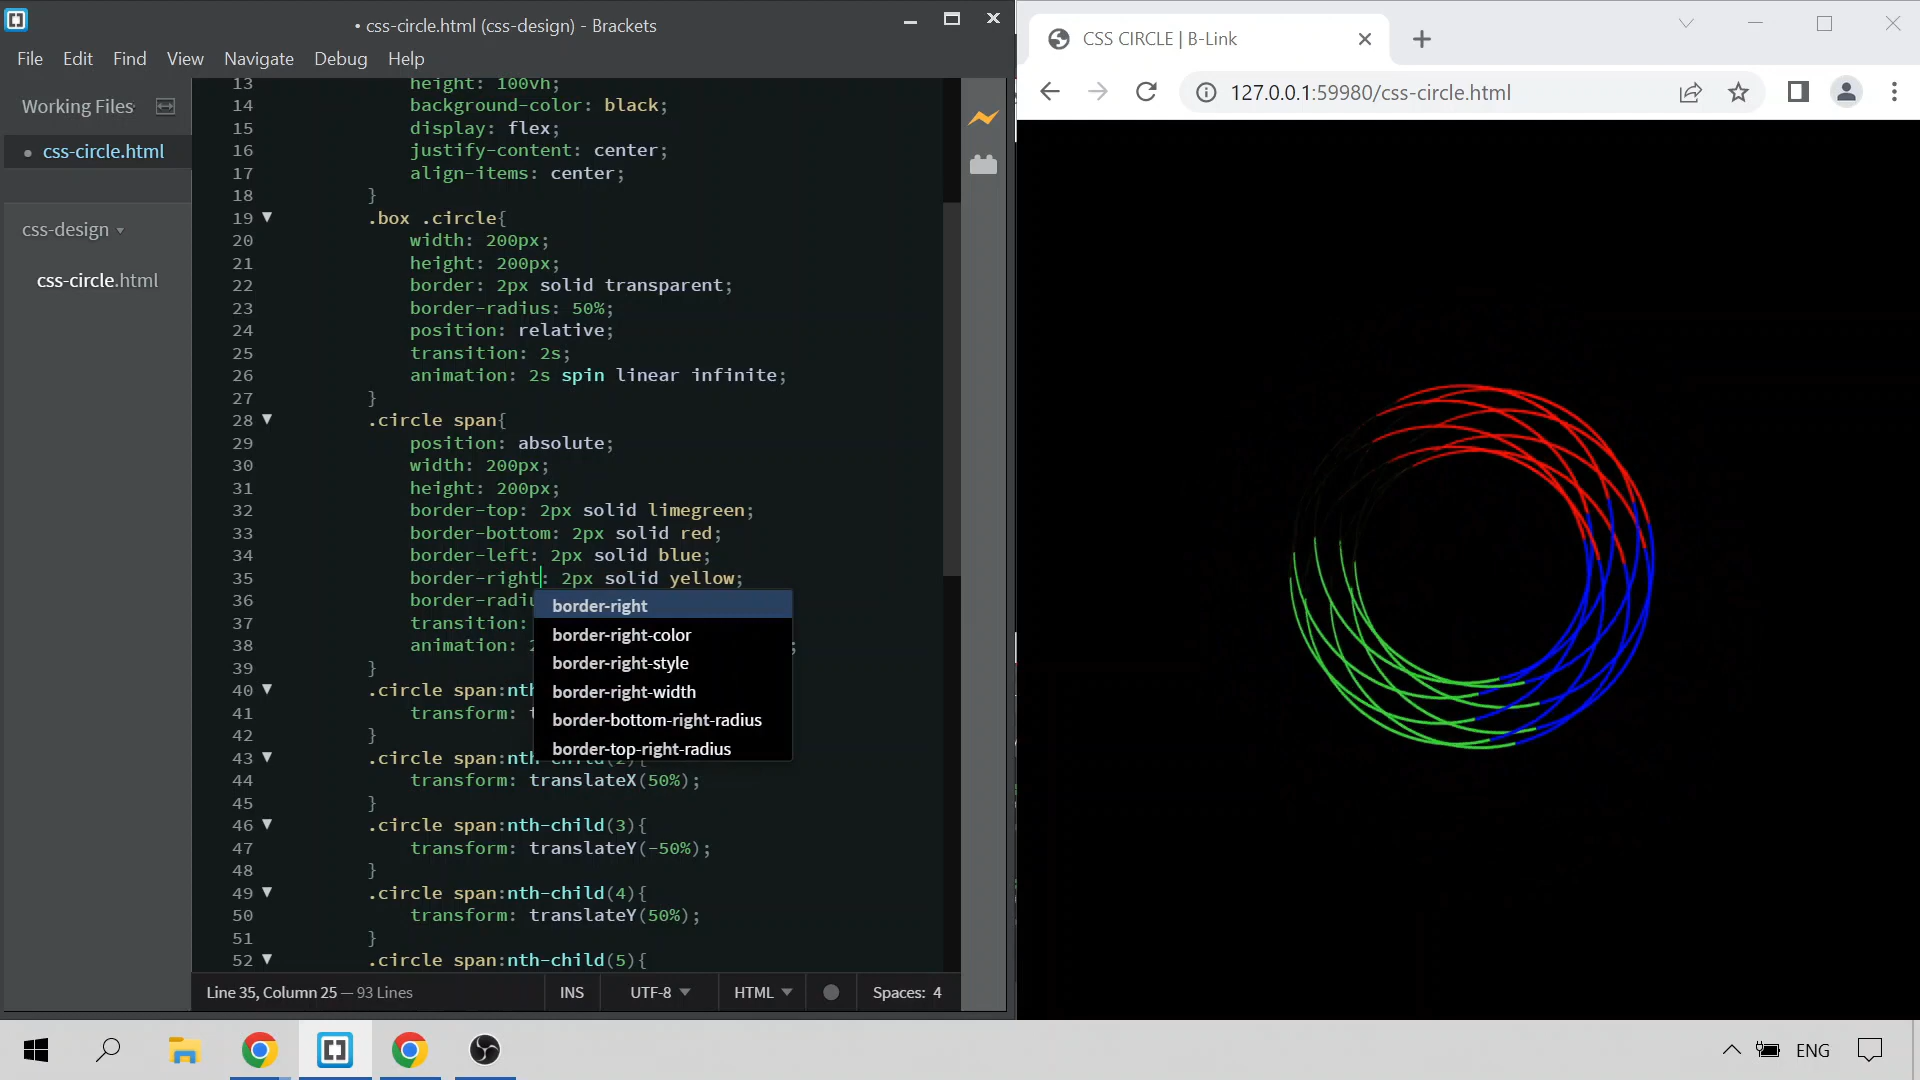 • css-circle.html (css-design) - Brackets
File Edit Find View Navigate Debug Help
Working Files
• css-circle.html
css-design
css-circle.html
13 height: 100vh;
14 background-color: black;
15 display: flex;
16 justify-content: center;
17 align-items: center;
18 }
19 .box .circle{
20 width: 200px;
21 height: 200px;
22 border: 2px solid transparent;
23 border-radius: 50%;
24 position: relative;
25 transition: 2s;
26 animation: 2s spin linear infinite;
27 }
28 .circle span{
29 position: absolute;
30 width: 200px;
31 height: 200px;
32 border-top: 2px solid limegreen;
33 border-bottom: 2px solid red;
34 border-left: 2px solid blue;
35 border-right: 2px solid yellow;
36 border-radiu
37 transition:
38 animation: ;
39 }
40 .circle span:nth
41 transform:
42 }
43 .circle span:nth-child(2){
44 transform: translateX(50%);
45 }
46 .circle span:nth-child(3){
47 transform: translateY(-50%);
48 }
49 .circle span:nth-child(4){
50 transform: translateY(50%);
51 }
52 .circle span:nth-child(5){
border-right
border-right-color
border-right-style
border-right-width
border-bottom-right-radius
border-top-right-radius
Line 35, Column 25 — 93 Lines
INS
UTF-8
HTML
Spaces: 4
CSS CIRCLE | B-Link
127.0.0.1:59980/css-circle.html
ENG